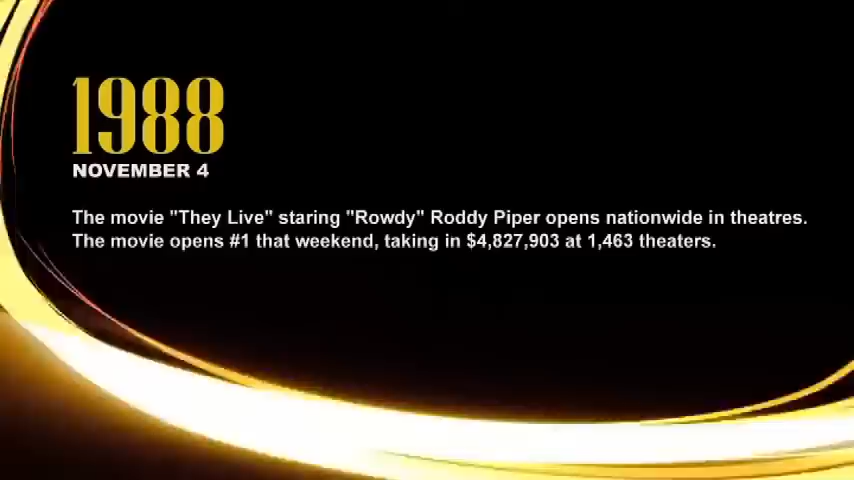 1988
NOVEMBER 4
The movie "They Live" staring "Rowdy" Roddy Piper opens nationwide in theatres.
The movie opens #1 that weekend, taking in $4,827,903 at 1,463 theaters.